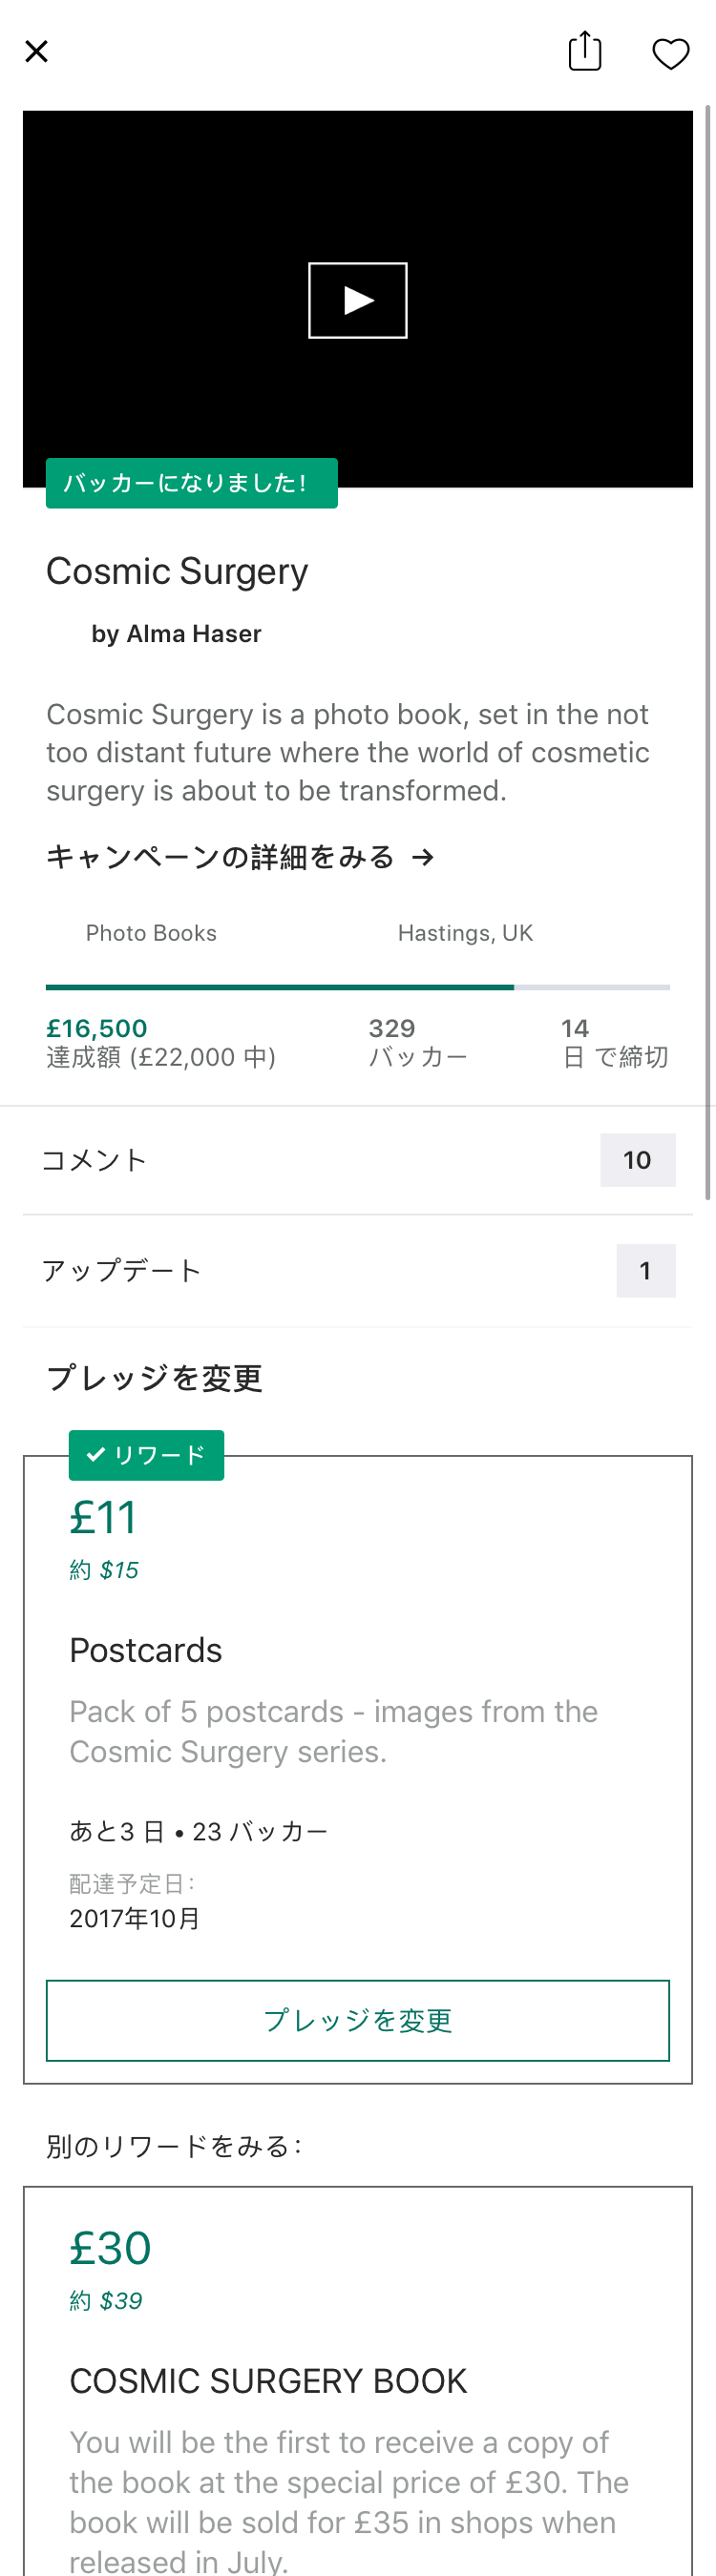 バッカーになりました!
Cosmic Surgery
by Alma Haser
Cosmic Surgery is a photo book, set in the not
too distant future where the world of cosmetic
surgery is about to be transformed.
キャンペーンの詳細をみる →
Photo Books Hastings, UK
£16,500 329 14
達成額 (£22,000 中) バッカー 日 で締切
コメント 10
アップデート 1
プレッジを変更
✔ リワード
£11
約 $15
Postcards
Pack of 5 postcards - images from the
Cosmic Surgery series.
あと3 日 • 23 バッカー
配達予定日:
2017年10月
プレッジを変更
別のリワードをみる:
£30
約 $39
COSMIC SURGERY BOOK
You will be the first to receive a copy of
the book at the special price of £30. The
book will be sold for £35 in shops when
released in July.